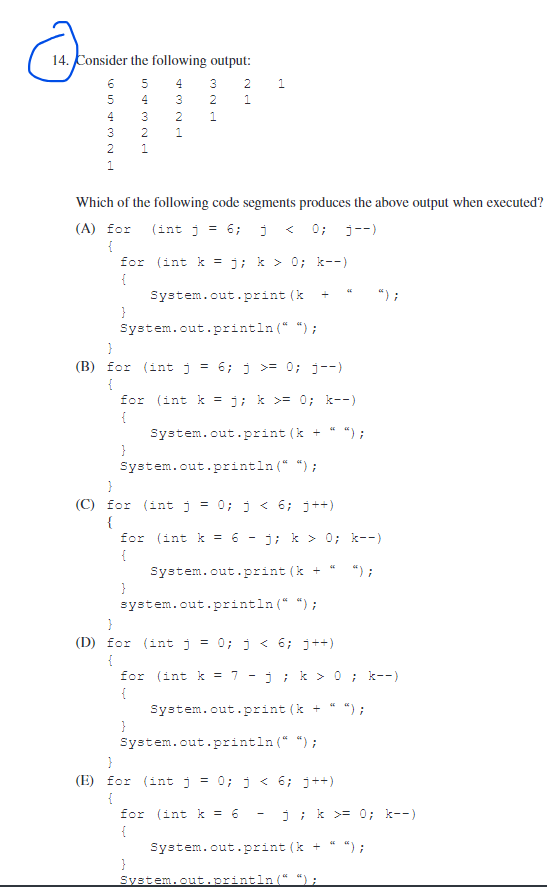 14. Consider the following output:
6 5 4 3 2 1
5 4 3 2 1
4 3 2 1
3 2 1
2 1
1
Which of the following code segments produces the above output when executed?
(A) for (int j = 6; j < 0; j--)
{
for (int k = j; k > 0; k--)
{
System.out.print(k + “ “);
}
System.out.println(“ “);
}
(B) for (int j = 6; j >= 0; j--)
{
for (int k = j; k >= 0; k--)
{
System.out.print(k + “ “);
}
System.out.println(“ “);
}
(C) for (int j = 0; j < 6; j++)
{
for (int k = 6 - j; k > 0; k--)
{
System.out.print(k + “ “);
}
system.out.println(“ “);
}
(D) for (int j = 0; j < 6; j++)
{
for (int k = 7 - j ; k > 0 ; k--)
{
System.out.print(k + “ “);
}
System.out.println(“ “);
}
(E) for (int j = 0; j < 6; j++)
{
for (int k = 6 - j ; k >= 0; k--)
{
System.out.print(k + “ “);
}
System.out.println(“ “);